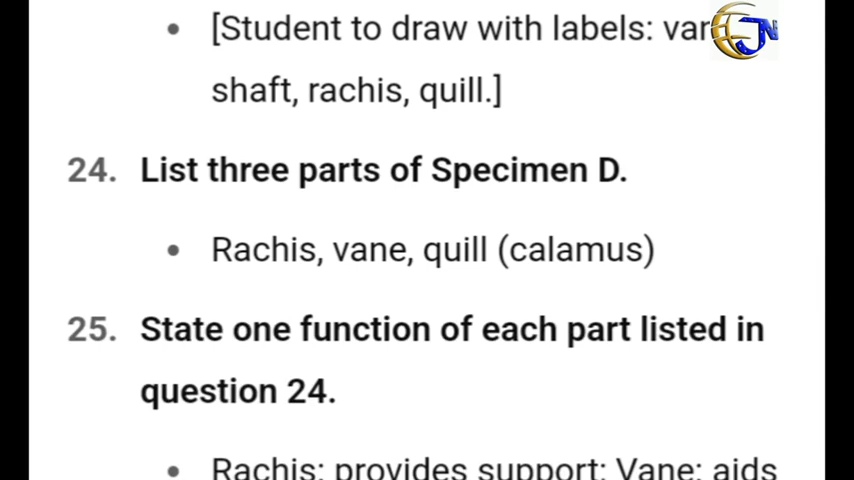 [Student to draw with labels:
shaft, rachis, quill.]
24. List three parts of Specimen D.
Rachis, vane, quill (calamus)
25. State one function of each part listed in
question 24.
Rachis: provides support; Vane: aids